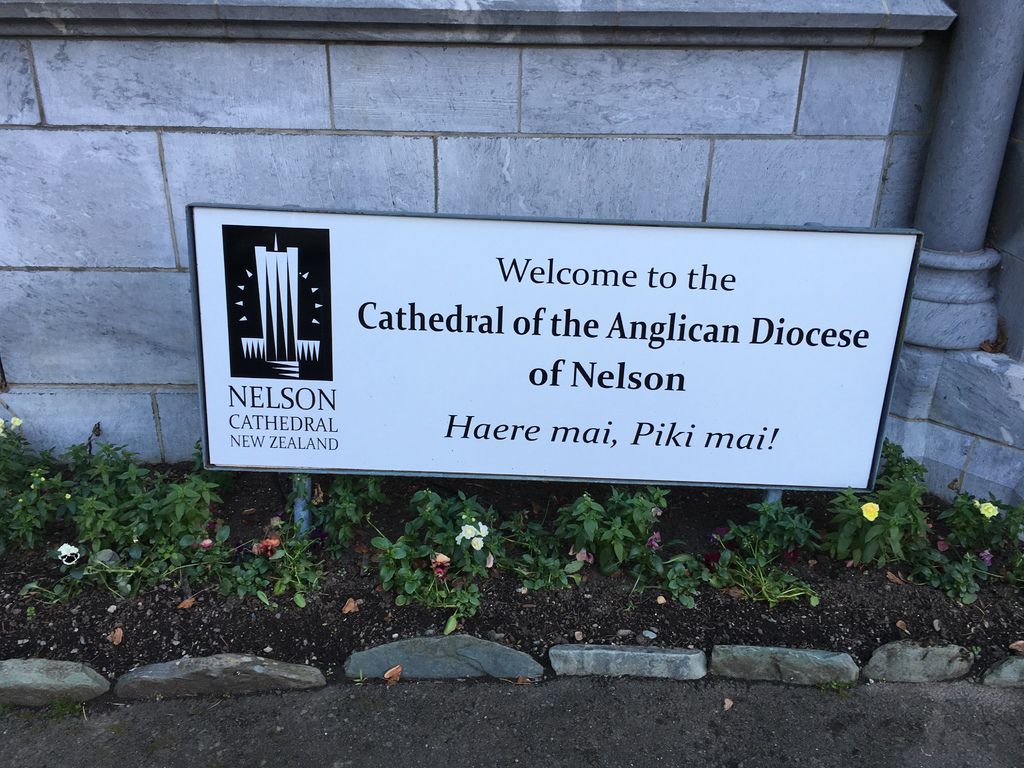 NELSON
CATHEDRAL
NEW ZEALAND
Welcome to the
Cathedral of the Anglican Diocese
of Nelson
Haere mai, Piki mai!